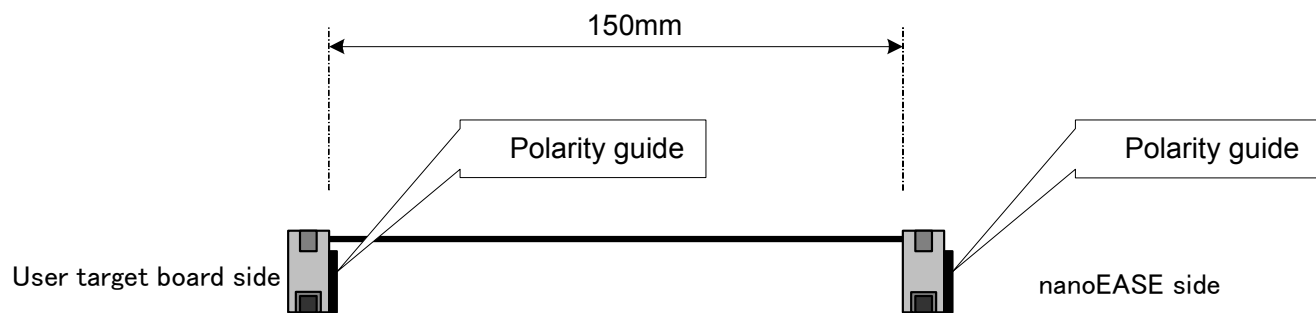 150mm
Polarity guide
Polarity guide
User target board side
nanoEASE side